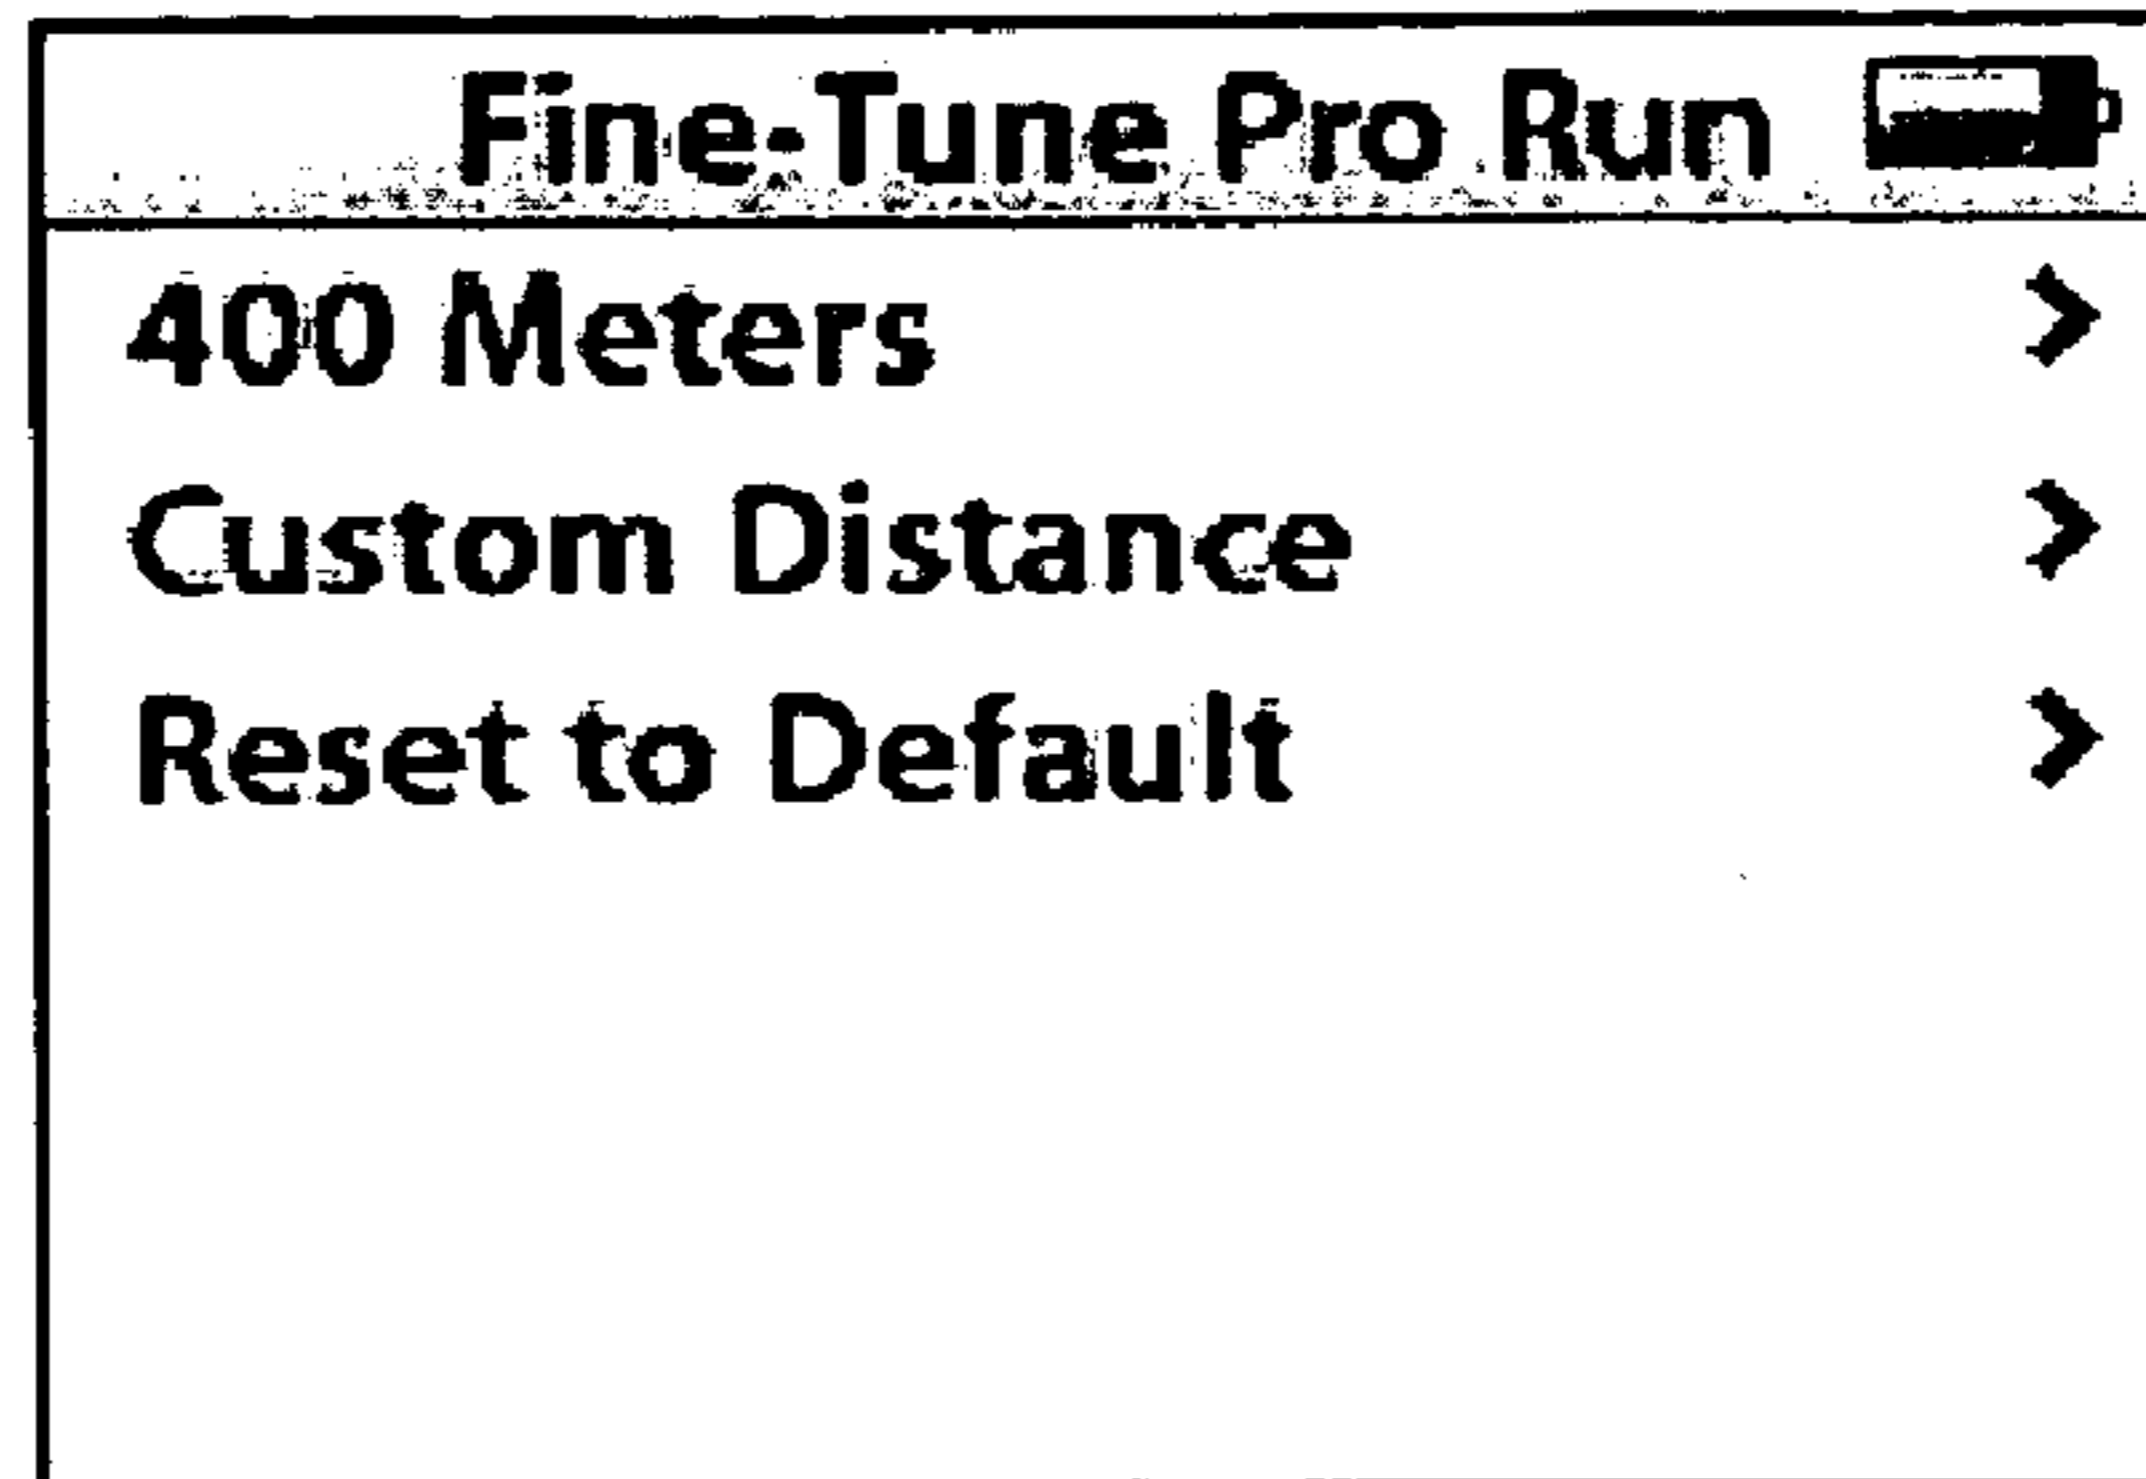 Fine-Tune Pro Run
400 Meters >
Custom Distance >
Reset to Default >